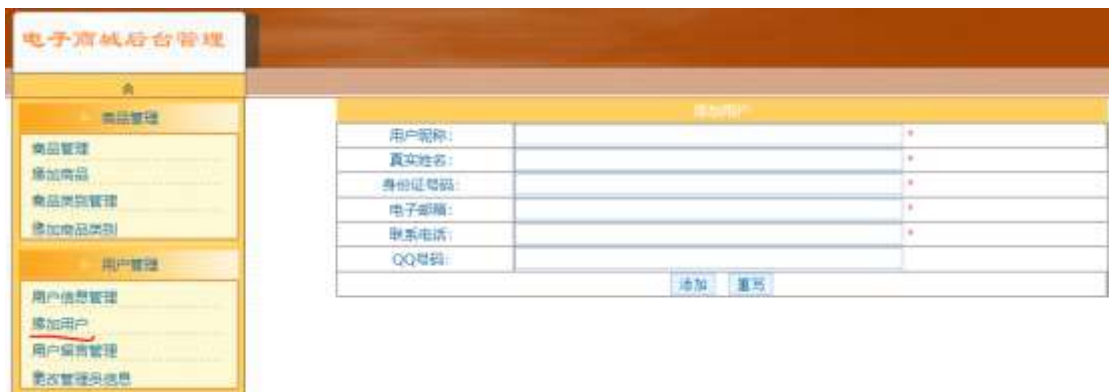 电子商城后台管理
商品管理
商品管理
添加商品
商品类别管理
添加商品类别
用户管理
用户信息管理
添加用户
用户留言管理
更改管理员信息
添加用户
用户昵称: *
真实姓名: *
身份证号码: *
电子邮箱: *
联系电话: *
QQ号码:
添加 重写